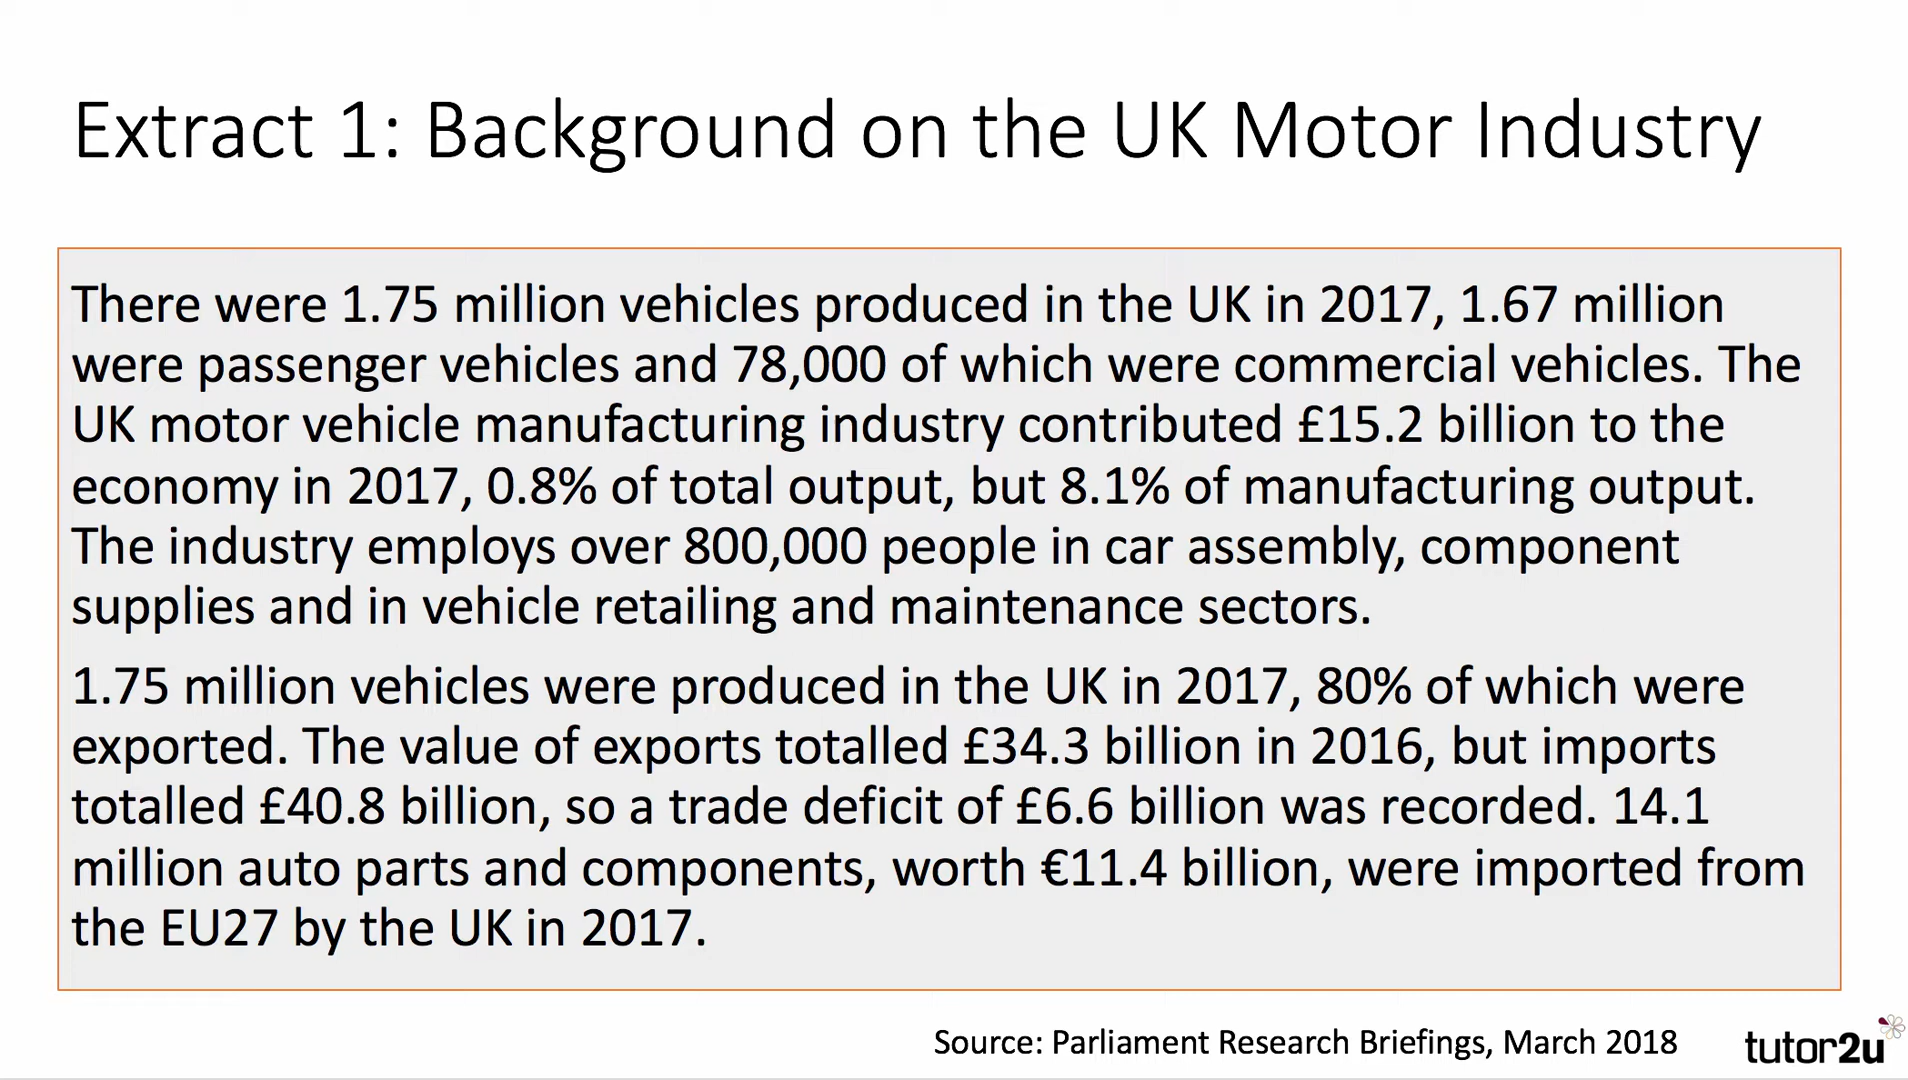 Extract 1: Background on the UK Motor Industry
There were 1.75 million vehicles produced in the UK in 2017, 1.67 million
were passenger vehicles and 78,000 of which were commercial vehicles. The
UK motor vehicle manufacturing industry contributed £15.2 billion to the
economy in 2017, 0.8% of total output, but 8.1% of manufacturing output.
The industry employs over 800,000 people in car assembly, component
supplies and in vehicle retailing and maintenance sectors.
1.75 million vehicles were produced in the UK in 2017, 80% of which were
exported. The value of exports totalled £34.3 billion in 2016, but imports
totalled £40.8 billion, so a trade deficit of £6.6 billion was recorded. 14.1
million auto parts and components, worth €11.4 billion, were imported from
the EU27 by the UK in 2017.
Source: Parliament Research Briefings, March 2018
tutor2u